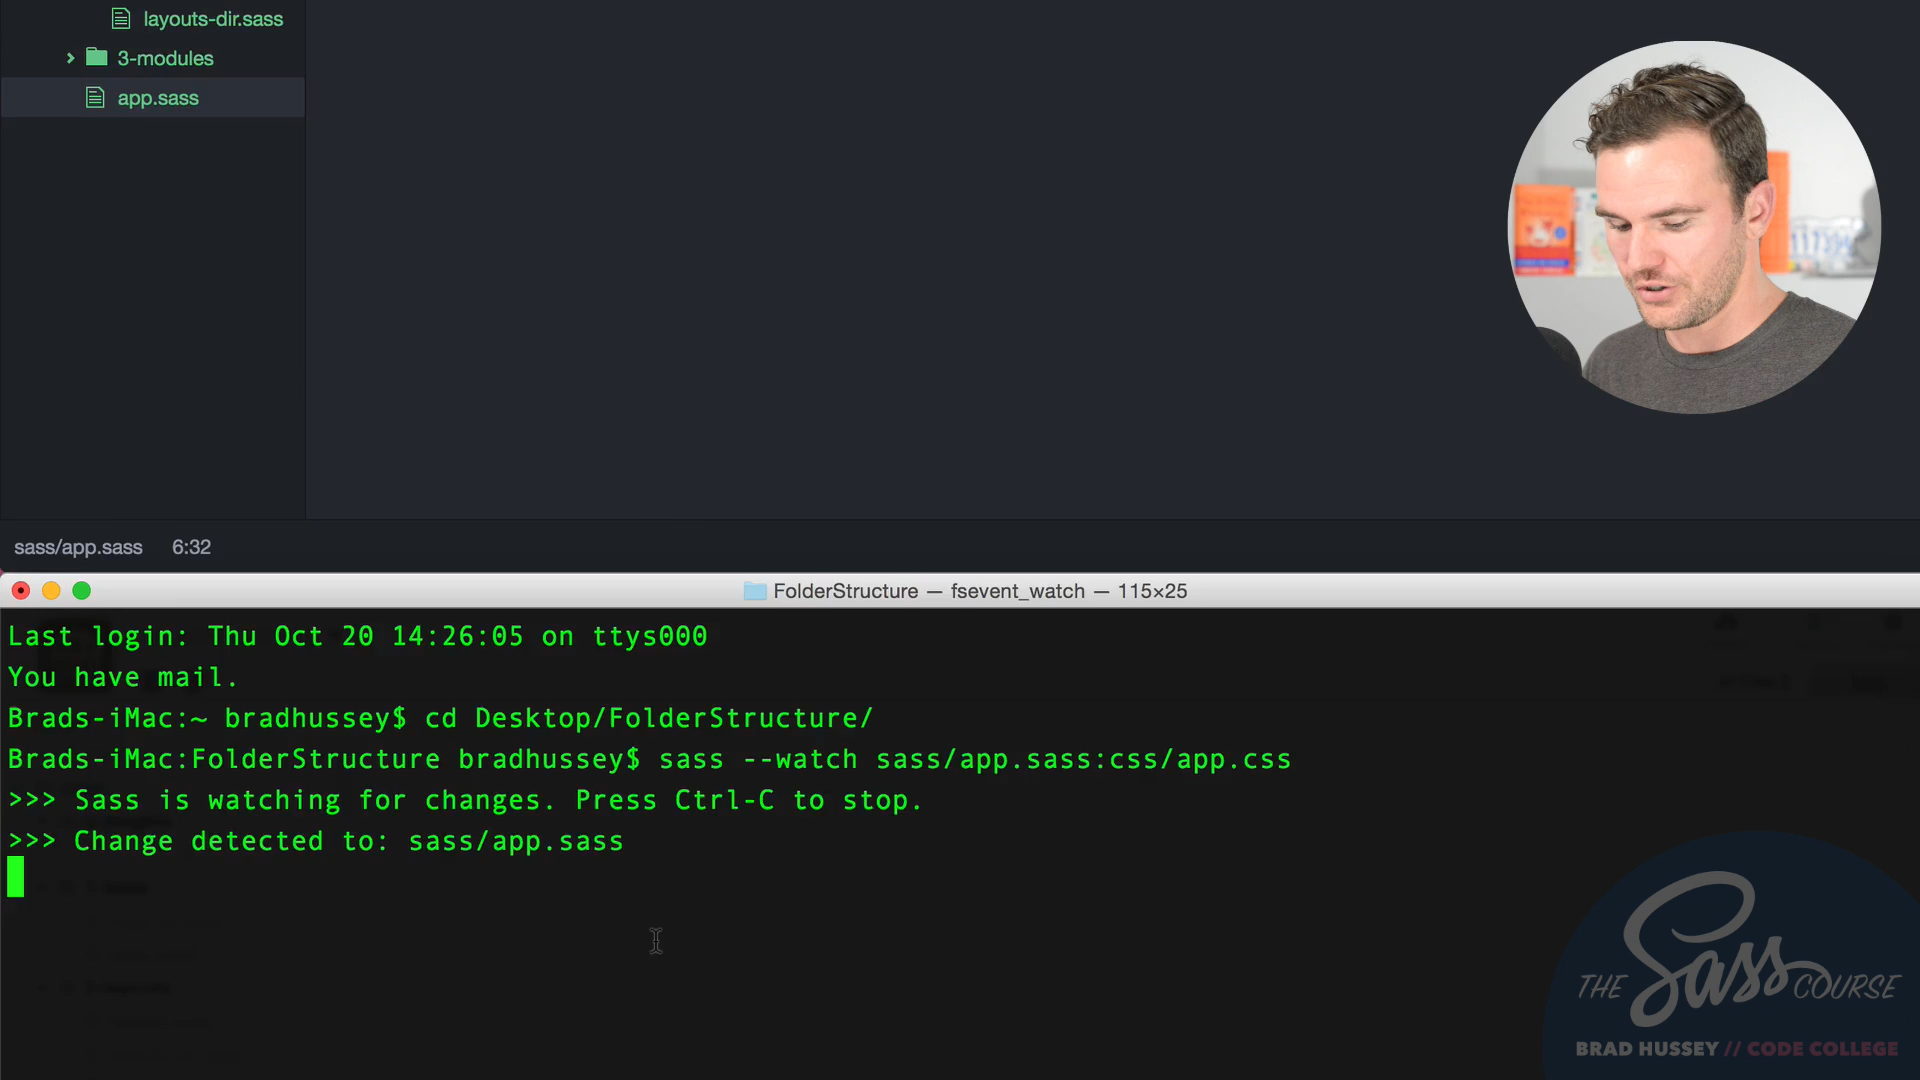 layouts-dir.sass
3-modules
app.sass
sass/app.sass 6:32
FolderStructure — fsevent_watch — 115×25
Last login: Thu Oct 20 14:26:05 on ttys000
You have mail.
Brads-iMac:~ bradhussey$ cd Desktop/FolderStructure/
Brads-iMac:FolderStructure bradhussey$ sass --watch sass/app.sass:css/app.css
>>> Sass is watching for changes. Press Ctrl-C to stop.
>>> Change detected to: sass/app.sass
THE Sass COURSE
BRAD HUSSEY // CODE COLLEGE